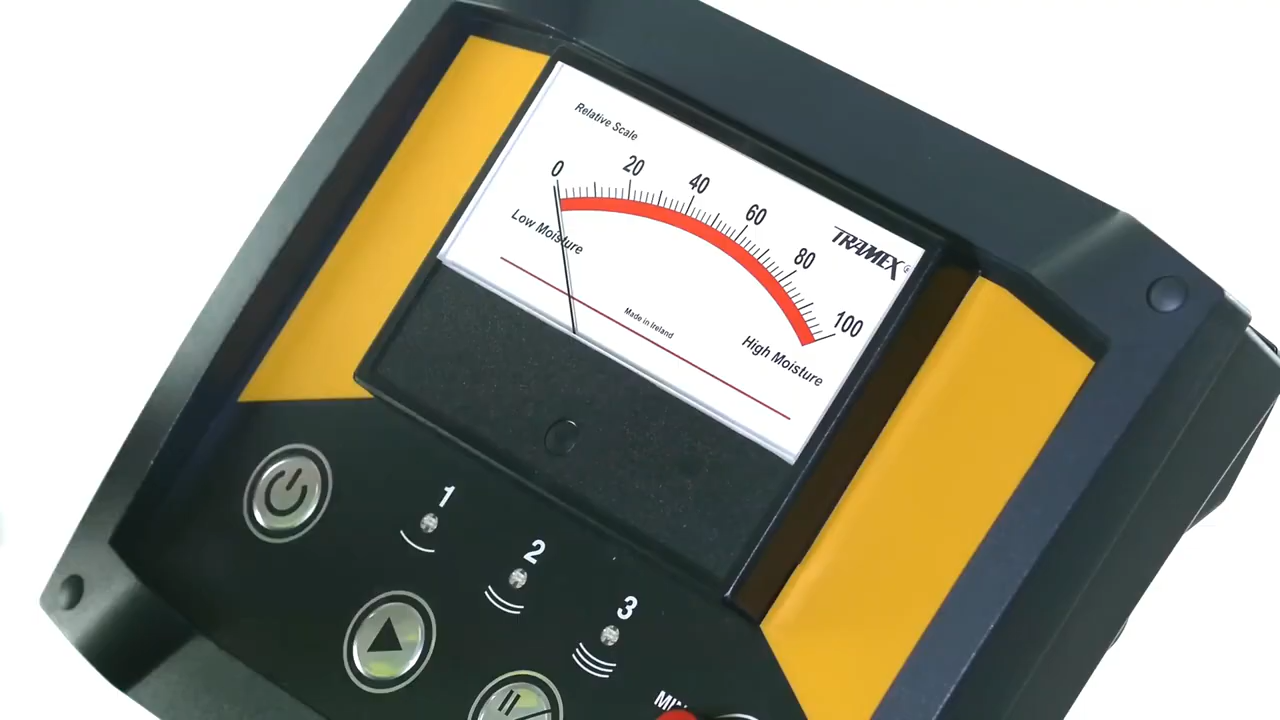 Relative Scale
0 20 40 60 80 100
TRAMEX
Low Moisture
Made in Ireland
High Moisture
1
2
3